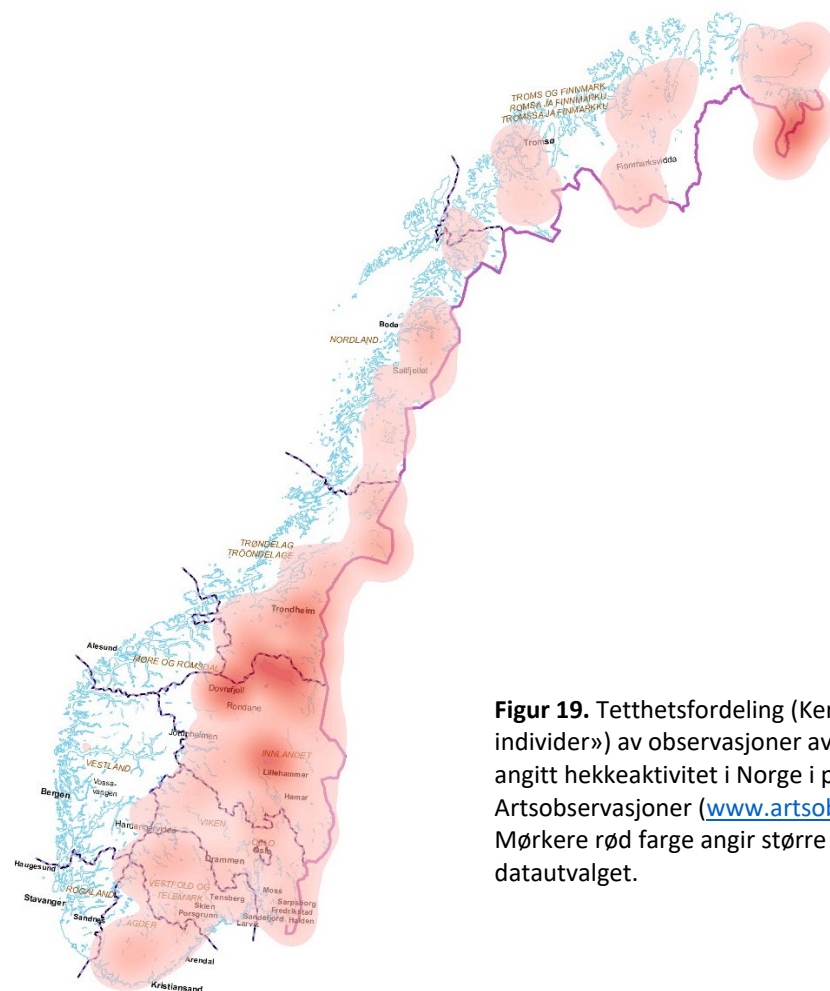 TROMS OG FINNMARK
ROMSA JA FINNMÁRKU
TROMSSA JA FINMARKKU
Tromsø
Finnmarksvidda
Bodø
NORDLAND
Saltfjellet
TRØNDELAG
TRÖÖNDELAGE
Trondheim
Ålesund
MØRE OG ROMSDAL
Dovrefjell
Rondane
Jotunheimen
INNLANDET
VESTLAND
Lillehammer
Vossa-
vangen
Bergen
Hamar
Hardangervidda
VIKEN
OSLO
Oslo
Drammen
Haugesund
ROGALAND
VESTFOLD OG
TELEMARK
Moss
Stavanger
Tønsberg
Sarpsborg
Skien
Fredrikstad
Sandnes
Porsgrunn
Sandefjord
Halden
Larvik
AGDER
Arendal
Kristiansand
Figur 19. Tetthetsfordeling (Ker
individer») av observasjoner av
angitt hekkeaktivitet i Norge i p
Artsobservasjoner (www.artsob
Mørkere rød farge angir større
datautvalget.